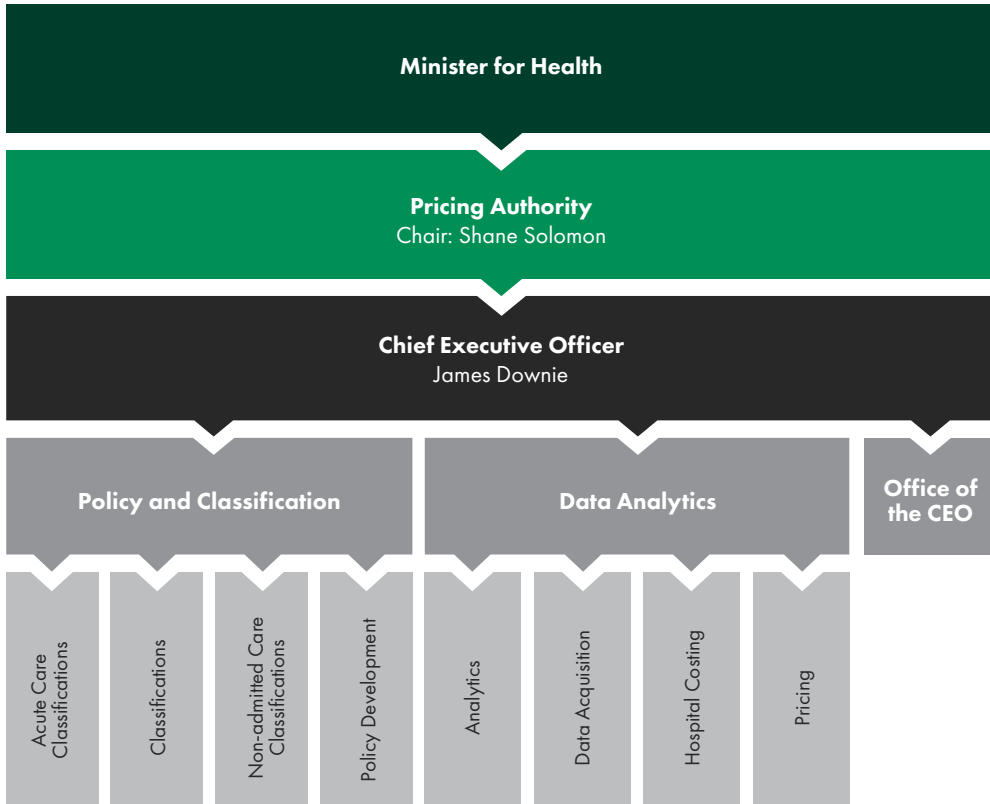 Minister for Health
Pricing Authority
Chair: Shane Solomon
Chief Executive Officer
James Downie
Policy and Classification
Data Analytics
Office of
the CEO
Acute Care
Classifications
Classifications
Non-admitted Care
Classifications
Policy Development
Analytics
Data Acquisition
Hospital Costing
Pricing